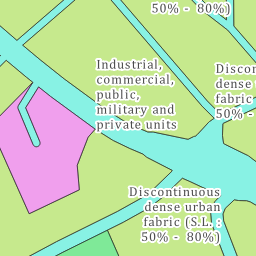 50% -  80%)
Industrial,
commercial,
public,
military and
private units
Discon
dense
fabric
50% -
Discontinuous
dense urban
fabric (S.L. :
50% -  80%)